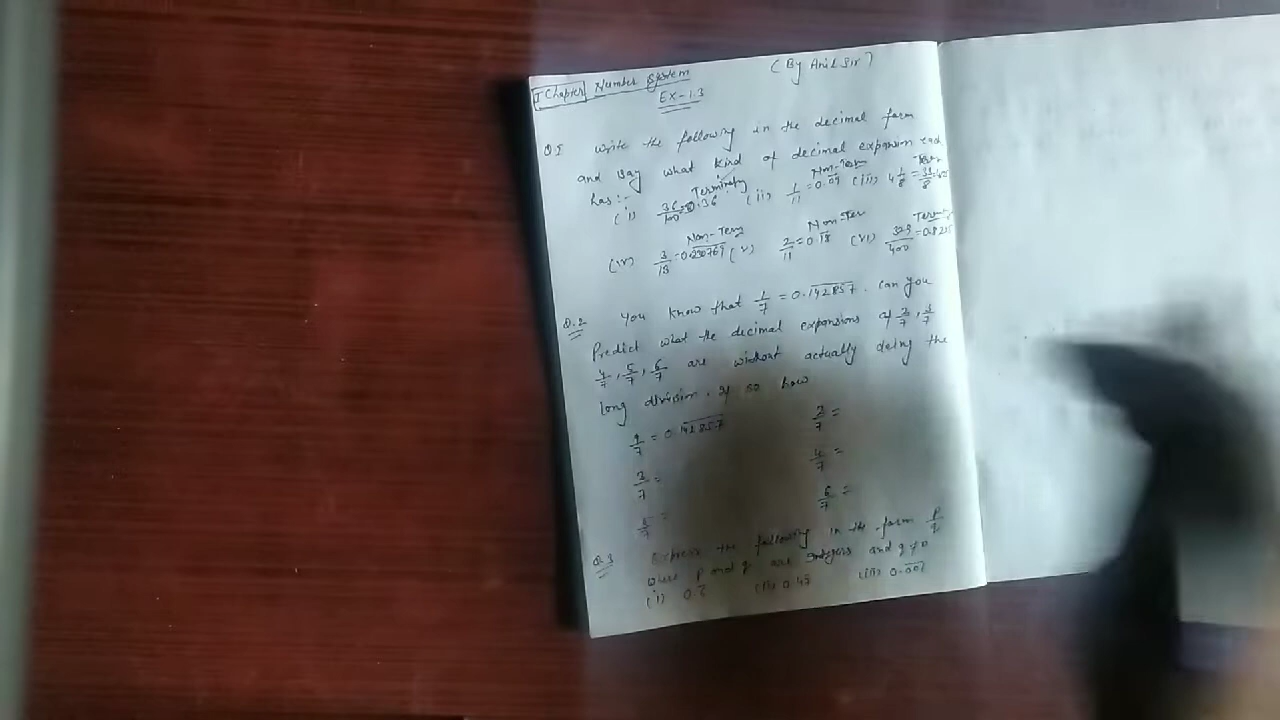 I Chapter Number System (By Anil Sir)
EX-1.3
Q.1 Write the following in the decimal form
and say what kind of decimal expansion each
has:-
(i) 36/100 = 0.36 Terminating (ii) 1/11 = 0.09 Non-Term (iii) 4 1/8 = 33/8 Term
(iv) 3/13 = 0.230769 Non-Term (v) 2/11 = 0.18 Non-Ter (vi) 329/400 = 0.8225 Term
Q.2 You know that 1/7 = 0.142857. can you
Predict what the decimal expansions of 2/7, 3/7
4/7, 5/7, 6/7 are without actually doing the
long division. If so how
1/7 = 0.142857 2/7 =
3/7 = 4/7 =
5/7 = 6/7 =
Q.3 Express the following in the form p/q
where p and q are integers and q≠0
(i) 0.6 (ii) 0.47 (iii) 0.001